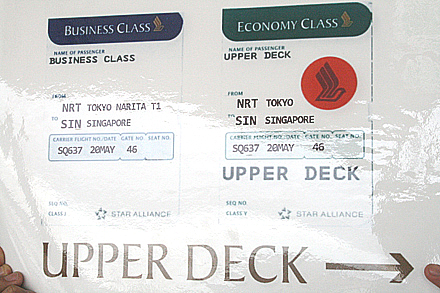 BUSINESS CLASS
NAME OF PASSENGER
BUSINESS CLASS
FROM
NRT TOKYO NARITA T1
TO
SIN SINGAPORE
CARRIER FLIGHT NO./DATE GATE NO. SEAT NO.
SQ637 20MAY 46
SEQ NO.
CLASS J
STAR ALLIANCE
ECONOMY CLASS
NAME OF PASSENGER
UPPER DECK
FROM
NRT TOKYO
TO
SIN SINGAPORE
CARRIER FLIGHT NO./DATE GATE NO. SEAT NO.
SQ637 20MAY 46
UPPER DECK
SEQ NO.
CLASS Y
STAR ALLIANCE
UPPER DECK